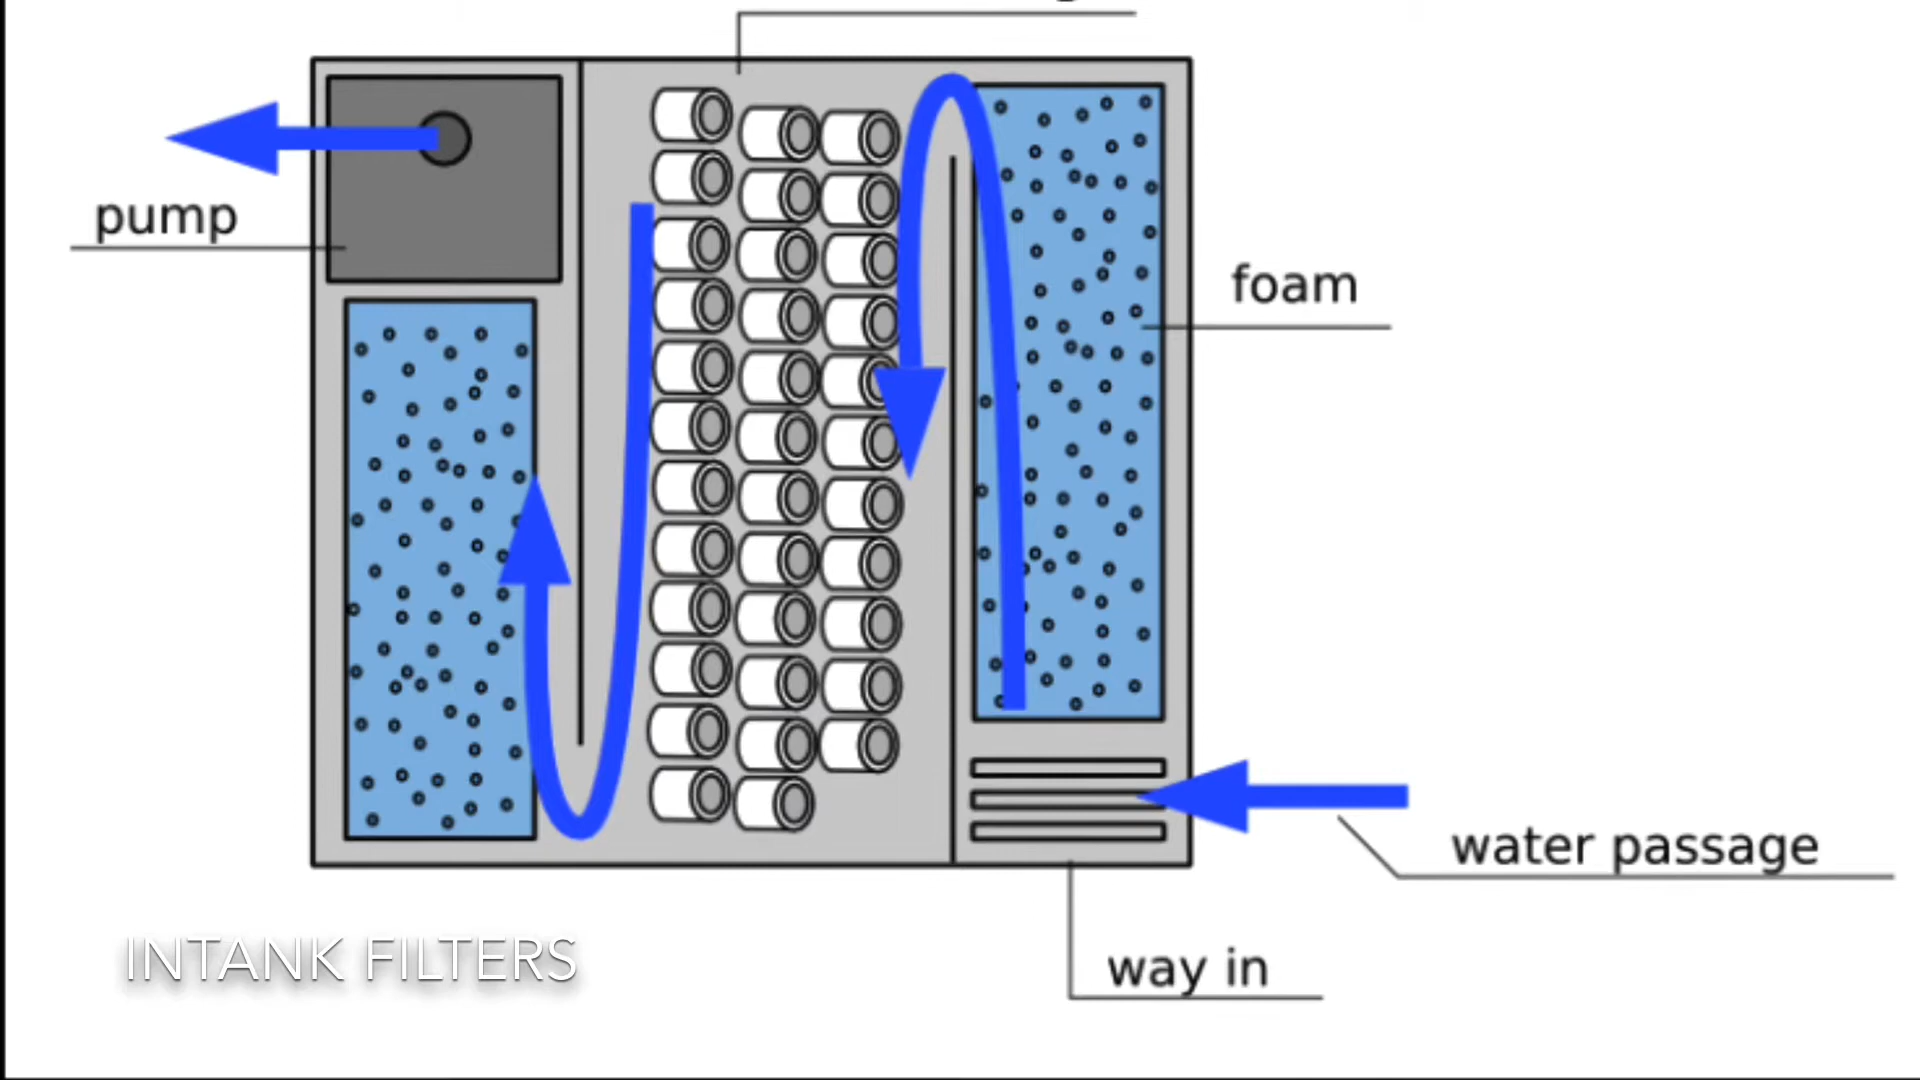 pump
foam
water passage
way in
INTANK FILTERS